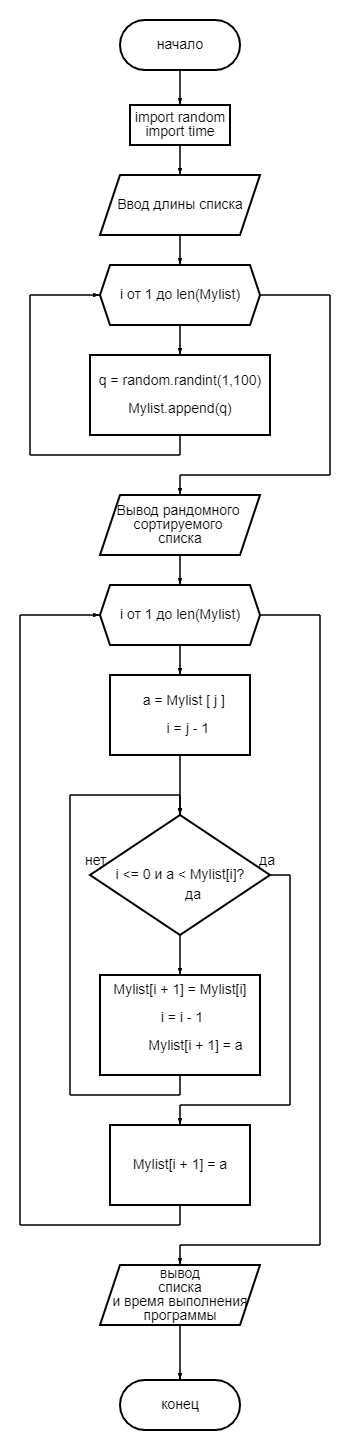 начало
import random
import time
Ввод длины списка
i от 1 до len(Mylist)
q = random.randint(1,100)
Mylist.append(q)
Вывод рандомного
сортируемого
списка
i от 1 до len(Mylist)
a = Mylist [ j ]
i = j - 1
нет
да
i <= 0 и a < Mylist[i]?
да
Mylist[i + 1] = Mylist[i]
i = i - 1
Mylist[i + 1] = a
Mylist[i + 1] = a
вывод
списка
и время выполнения
программы
конец